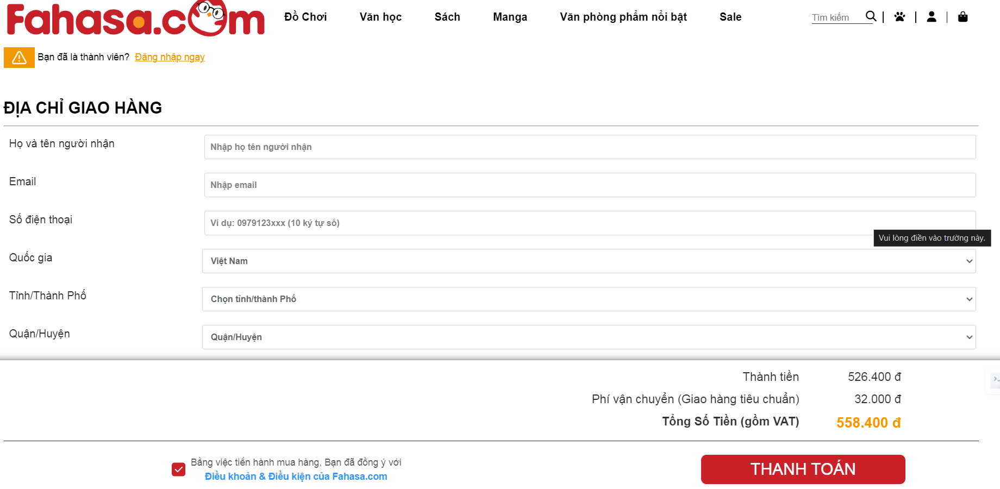 Fahasa.com
Đồ Chơi Văn học Sách Manga Văn phòng phẩm nổi bật Sale Tìm kiếm
Bạn đã là thành viên? Đăng nhập ngay
ĐỊA CHỈ GIAO HÀNG
Họ và tên người nhận Nhập họ tên người nhận
Email Nhập email
Số điện thoại Ví dụ: 0979123xxx (10 ký tự số)
Vui lòng điền vào trường này.
Quốc gia Việt Nam
Tỉnh/Thành Phố Chọn tỉnh/thành Phố
Quận/Huyện Quận/Huyện
Thành tiền 526.400 đ
Phí vận chuyển (Giao hàng tiêu chuẩn) 32.000 đ
Tổng Số Tiền (gồm VAT) 558.400 đ
Bằng việc tiến hành mua hàng, Bạn đã đồng ý với
Điều khoản & Điều kiện của Fahasa.com
THANH TOÁN